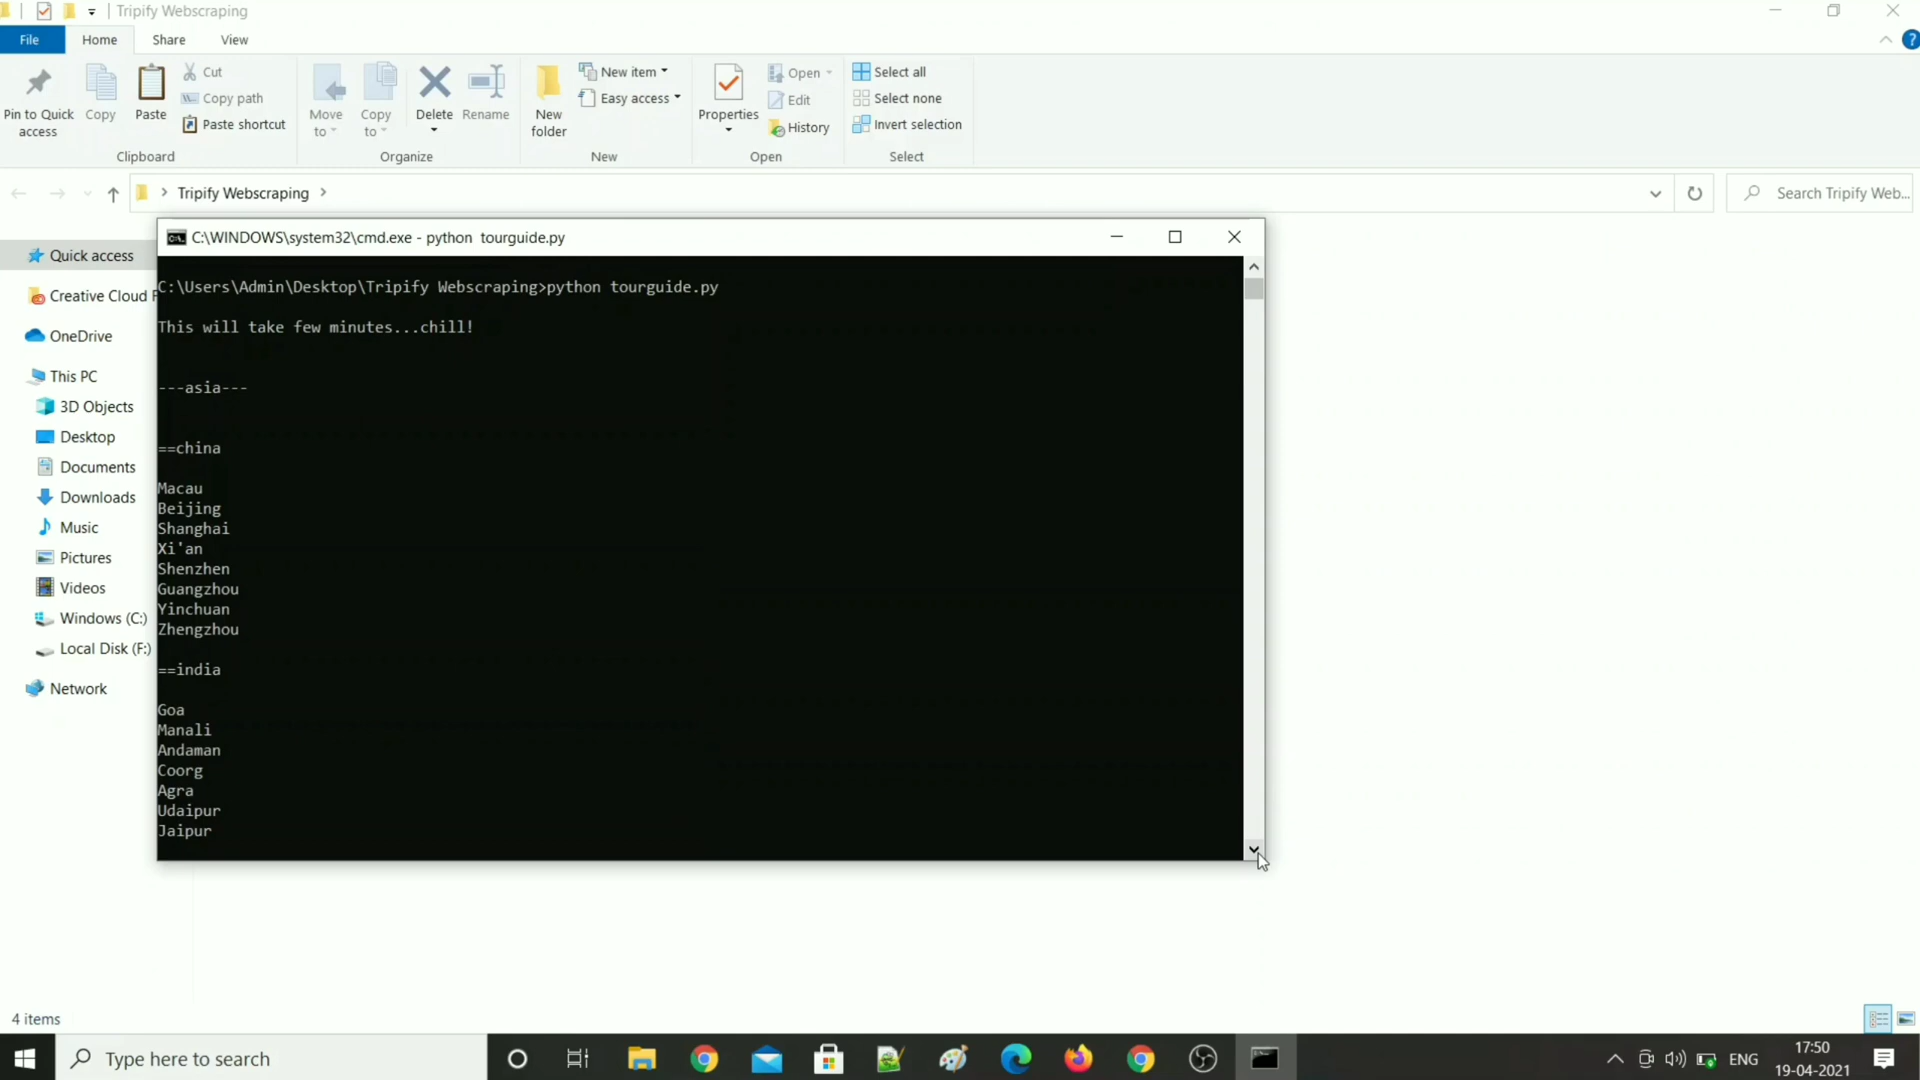 Tripify Webscraping
File
Home
Share
View
Pin to Quick access
Copy
Paste
Cut
Copy path
Paste shortcut
Clipboard
Move to
Copy to
Delete
Rename
Organize
New folder
New item
Easy access
New
Properties
Open
Edit
History
Open
Select all
Select none
Invert selection
Select
Tripify Webscraping
Search Tripify Web...
C:\WINDOWS\system32\cmd.exe - python  tourguide.py
Quick access
Creative Cloud F
OneDrive
This PC
3D Objects
Desktop
Documents
Downloads
Music
Pictures
Videos
Windows (C:)
Local Disk (F:)
Network
C:\Users\Admin\Desktop\Tripify Webscraping>python tourguide.py
This will take few minutes...chill!
---asia---
==china
Macau
Beijing
Shanghai
Xi'an
Shenzhen
Guangzhou
Yinchuan
Zhengzhou
==india
Goa
Manali
Andaman
Coorg
Agra
Udaipur
Jaipur
4 items
Type here to search
ENG
17:50
19-04-2021